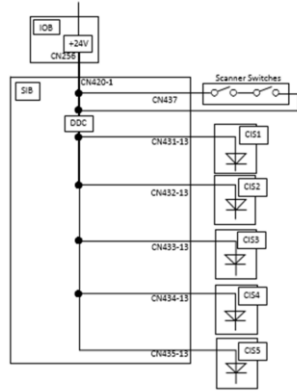 IOB
+24V
CN256
CN420-1
Scanner Switches
SIB
CN437
DDC
CIS1
CN431-13
CIS2
CN432-13
CIS3
CN433-13
CIS4
CN434-13
CIS5
CN435-13